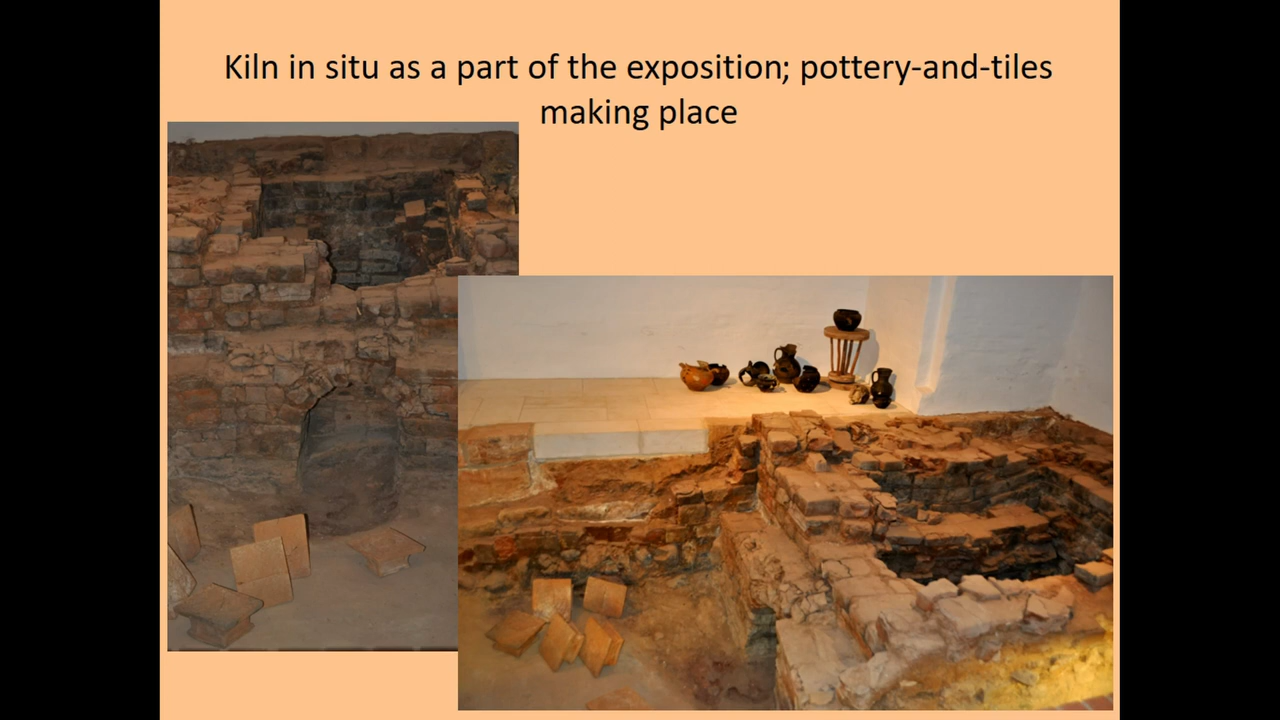 Kiln in situ as a part of the exposition; pottery-and-tiles
making place